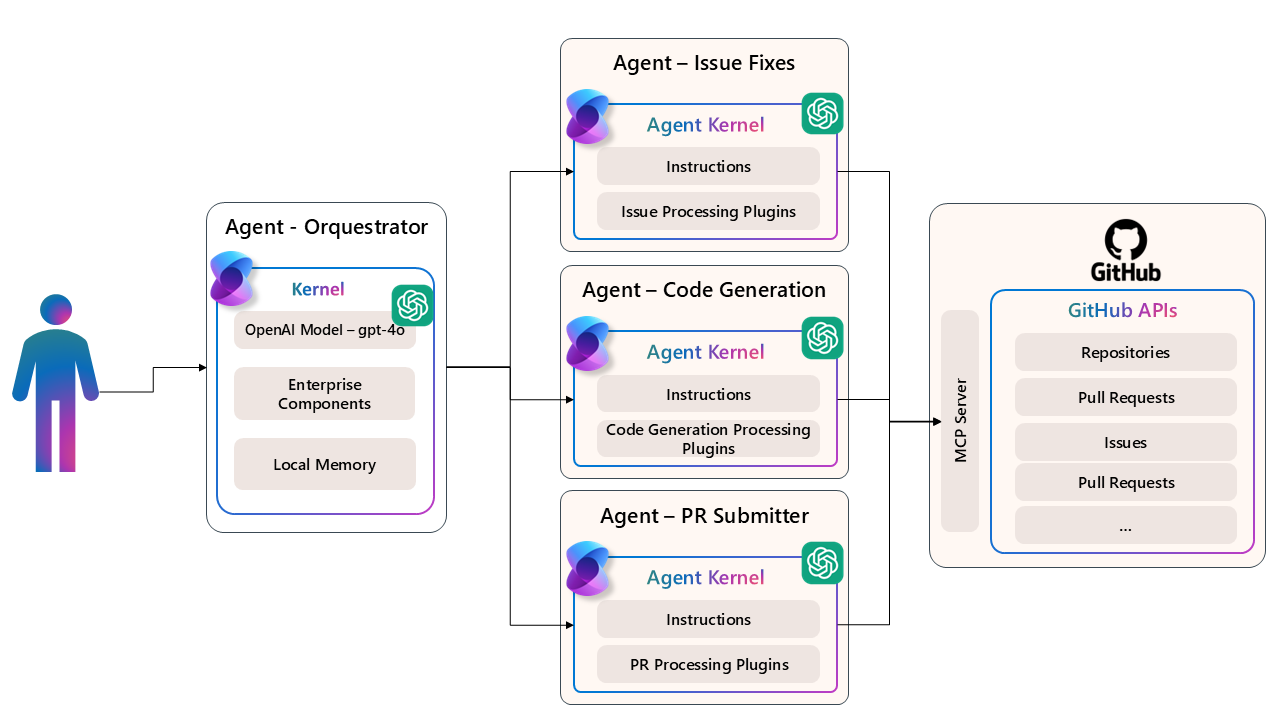 Agent - Orquestrator
Kernel
OpenAI Model – gpt-4o
Enterprise
Components
Local Memory
Agent – Issue Fixes
Agent Kernel
Instructions
Issue Processing Plugins
Agent – Code Generation
Agent Kernel
Instructions
Code Generation Processing
Plugins
Agent – PR Submitter
Agent Kernel
Instructions
PR Processing Plugins
MCP Server
GitHub
GitHub APIs
Repositories
Pull Requests
Issues
Pull Requests
...